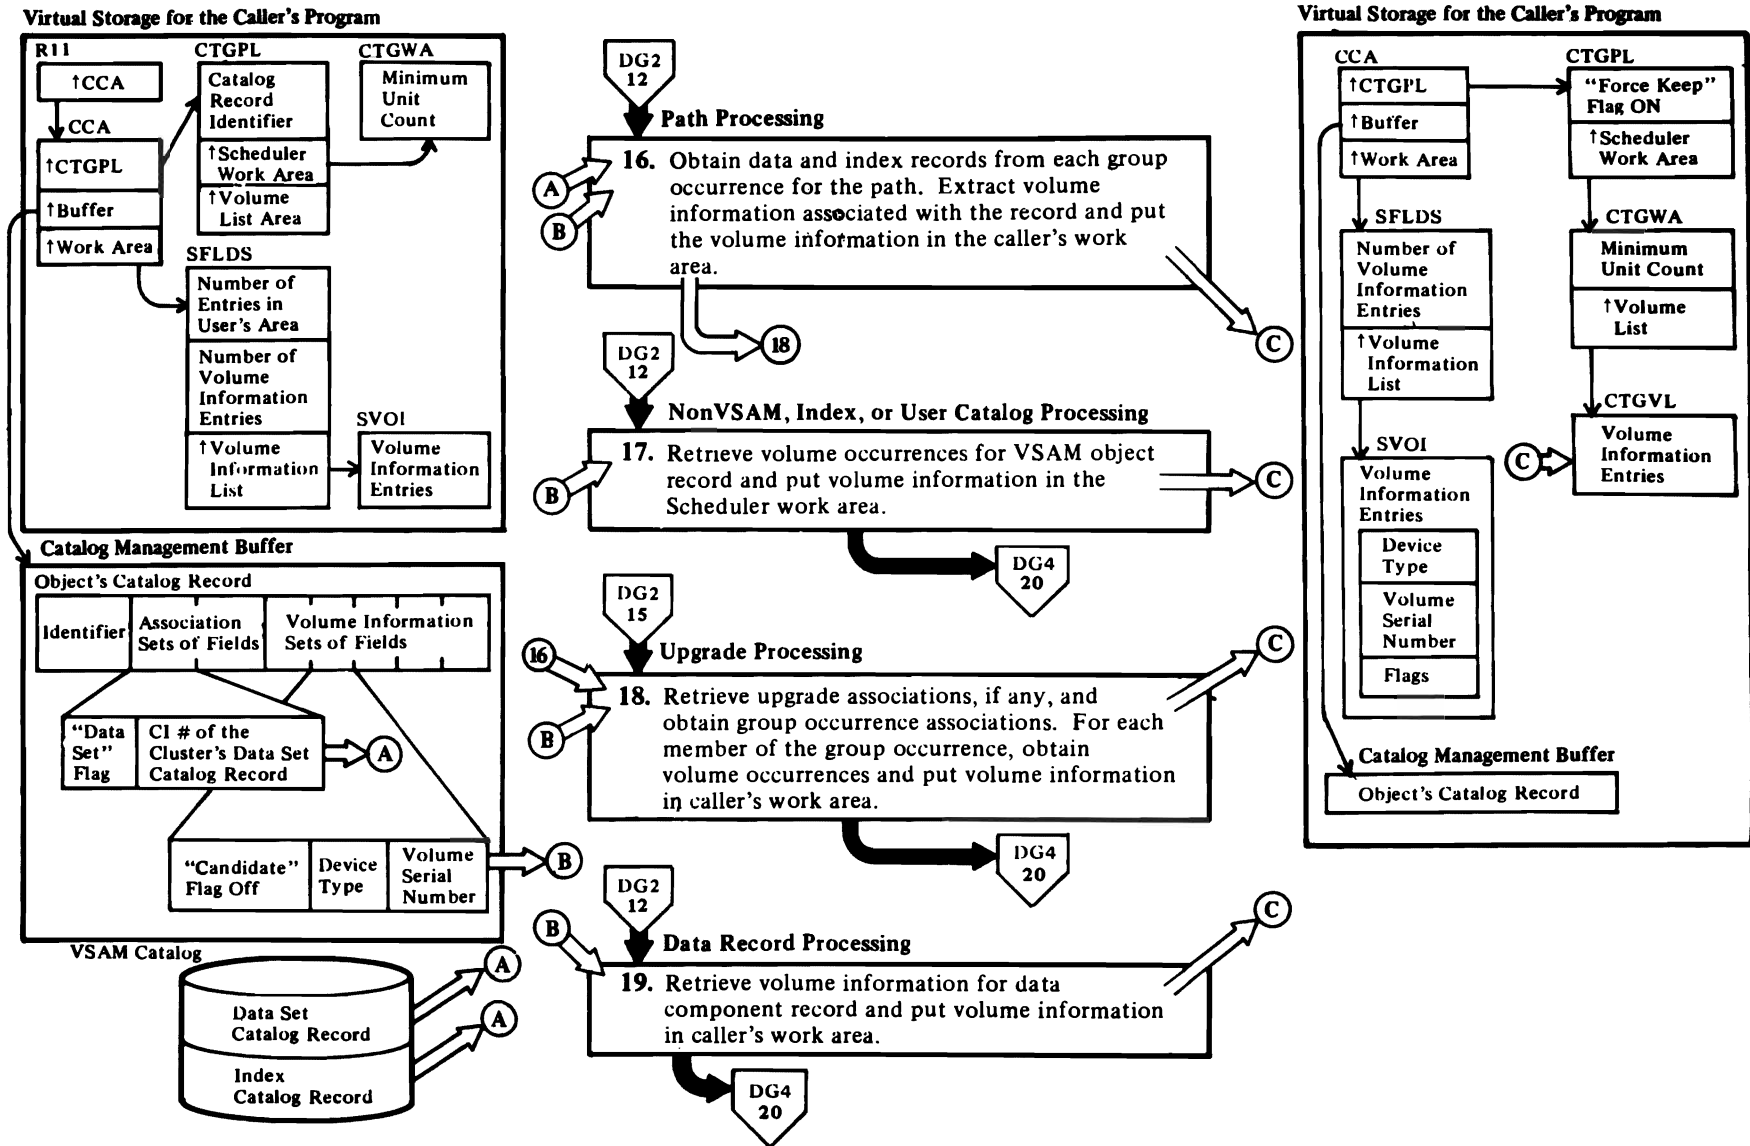 Virtual Storage for the Caller's Program
R11
↑CCA
CCA
↑CTGPL
↑Buffer
↑Work Area
CTGPL
Catalog
Record
Identifier
↑Scheduler
Work Area
↑Volume
List Area
CTGWA
Minimum
Unit
Count
SFLDS
Number of
Entries in
User's Area
Number of
Volume
Information
Entries
↑Volume
Information
List
SVOI
Volume
Information
Entries
Catalog Management Buffer
Object's Catalog Record
Identifier
Association
Sets of Fields
Volume Information
Sets of Fields
"Data
Set"
Flag
CI # of the
Cluster's Data Set
Catalog Record
A
"Candidate"
Flag Off
Device
Type
Volume
Serial
Number
B
VSAM Catalog
Data Set
Catalog Record
A
Index
Catalog Record
A
DG2
12
Path Processing
A
B
16. Obtain data and index records from each group
occurrence for the path. Extract volume
information associated with the record and put
the volume information in the caller's work
area.
18
C
DG2
12
NonVSAM, Index, or User Catalog Processing
B
17. Retrieve volume occurrences for VSAM object
record and put volume information in the
Scheduler work area.
C
DG4
20
DG2
15
Upgrade Processing
16
B
18. Retrieve upgrade associations, if any, and
obtain group occurrence associations. For each
member of the group occurrence, obtain
volume occurrences and put volume information
in caller's work area.
C
DG4
20
DG2
12
Data Record Processing
B
19. Retrieve volume information for data
component record and put volume information
in caller's work area.
C
DG4
20
Virtual Storage for the Caller's Program
CCA
↑CTGPL
↑Buffer
↑Work Area
CTGPL
"Force Keep"
Flag ON
↑Scheduler
Work Area
SFLDS
Number of
Volume
Information
Entries
↑Volume
Information
List
CTGWA
Minimum
Unit Count
↑Volume
List
CTGVL
Volume
Information
Entries
C
SVOI
Volume
Information
Entries
Device
Type
Volume
Serial
Number
Flags
Catalog Management Buffer
Object's Catalog Record